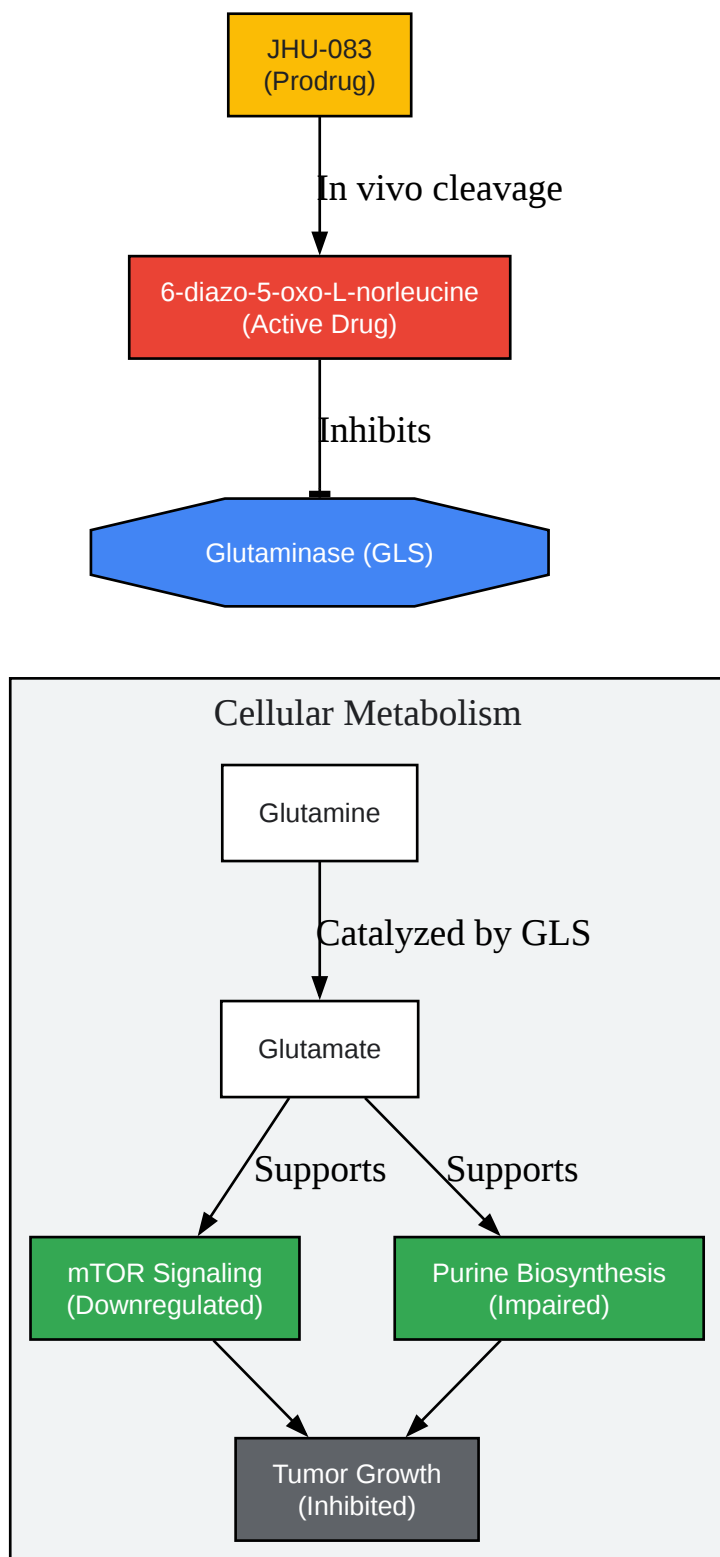 JHU-083
(Prodrug)
In vivo cleavage
6-diazo-5-oxo-L-norleucine
(Active Drug)
Inhibits
Glutaminase (GLS)
Cellular Metabolism
Glutamine
Catalyzed by GLS
Glutamate
Supports
Supports
mTOR Signaling
(Downregulated)
Purine Biosynthesis
(Impaired)
Tumor Growth
(Inhibited)